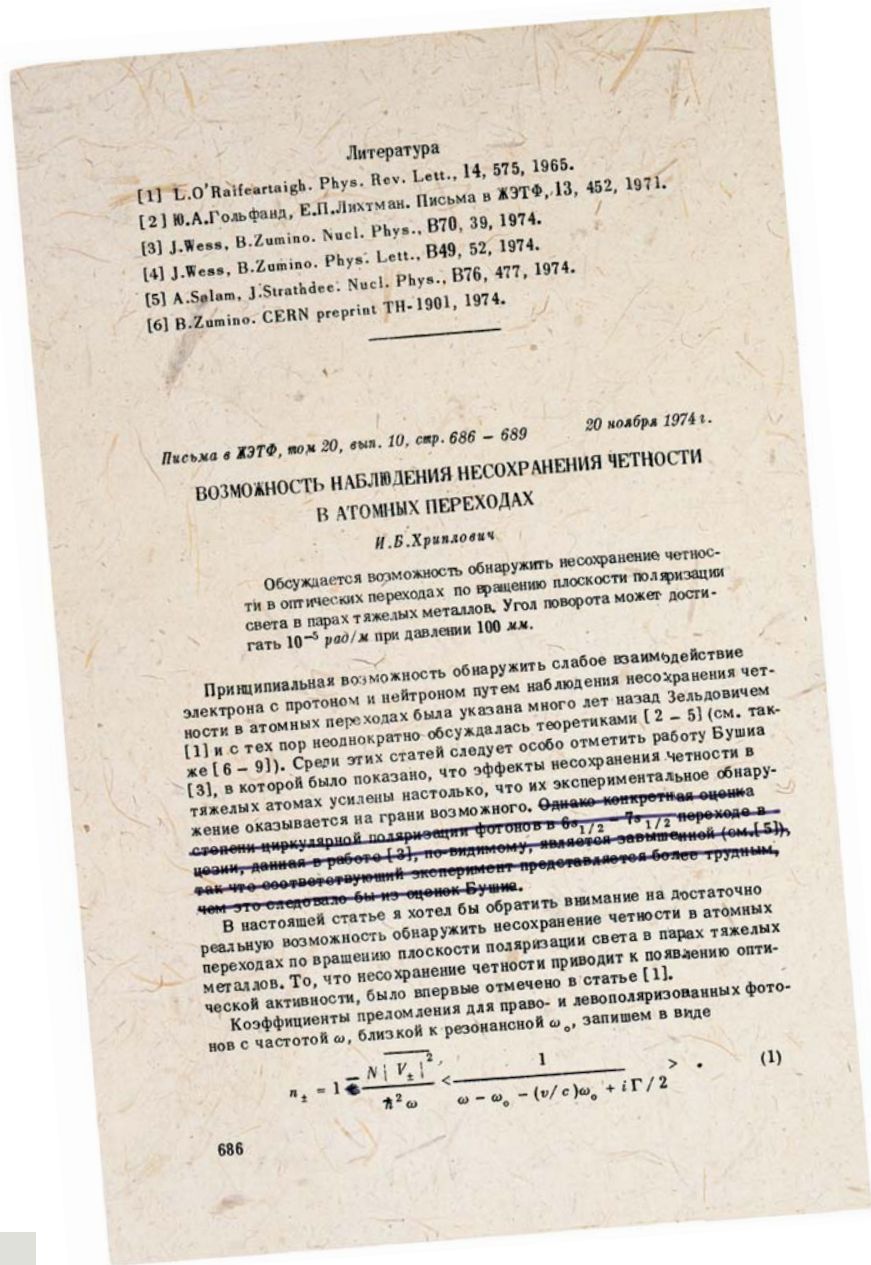 Литература
[1] L.O'Raifeartaigh. Phys. Rev. Lett., 14, 575, 1965.
[2] Ю.А.Гольфанд, Е.П.Лихтман. Письма в ЖЭТФ, 13, 452, 1971.
[3] J.Wess, B.Zumino. Nucl. Phys., B70, 39, 1974.
[4] J.Wess, B.Zumino. Phys. Lett., B49, 52, 1974.
[5] A.Salam, J.Strathdee. Nucl. Phys., B76, 477, 1974.
[6] B.Zumino. CERN preprint TH-1901, 1974.
Письма в ЖЭТФ, том 20, вып. 10, стр. 686 – 689 20 ноября 1974 г.
ВОЗМОЖНОСТЬ НАБЛЮДЕНИЯ НЕСОХРАНЕНИЯ ЧЕТНОСТИ
В АТОМНЫХ ПЕРЕХОДАХ
И.Б.Хриплович
Обсуждается возможность обнаружить несохранение четнос-
ти в оптических переходах по вращению плоскости поляризации
света в парах тяжелых металлов. Угол поворота может дости-
гать 10⁻⁵ рад/м при давлении 100 мм.
Принципиальная возможность обнаружить слабое взаимодействие
электрона с протоном и нейтроном путем наблюдения несохранения чет-
ности в атомных переходах была указана много лет назад Зельдовичем
[1] и с тех пор неоднократно обсуждалась теоретиками [2 – 5] (см. так-
же [6 – 9]). Среди этих статей следует особо отметить работу Бушиа
[3], в которой было показано, что эффекты несохранения четности в
тяжелых атомах усилены настолько, что их экспериментальное обнару-
жение оказывается на грани возможного. Однако конкретная оценка
степени циркулярной поляризации фотонов в 6s₁/₂ – 7s₁/₂ переходе в
цезии, данная в работе [3], по-видимому, является завышенной (см.[5]),
так что соответствующий эксперимент представляется более трудным,
чем это следовало бы из оценок Бушиа.
В настоящей статье я хотел бы обратить внимание на достаточно
реальную возможность обнаружить несохранение четности в атомных
переходах по вращению плоскости поляризации света в парах тяжелых
металлов. То, что несохранение четности приводит к появлению опти-
ческой активности, было впервые отмечено в статье [1].
Коэффициенты преломления для право- и левополяризованных фото-
нов с частотой ω, близкой к резонансной ω₀, запишем в виде
n± = 1 – N|V±|² / ħ²ω < 1 / ω – ω₀ – (v/c)ω₀ + iΓ/2 > . (1)
686